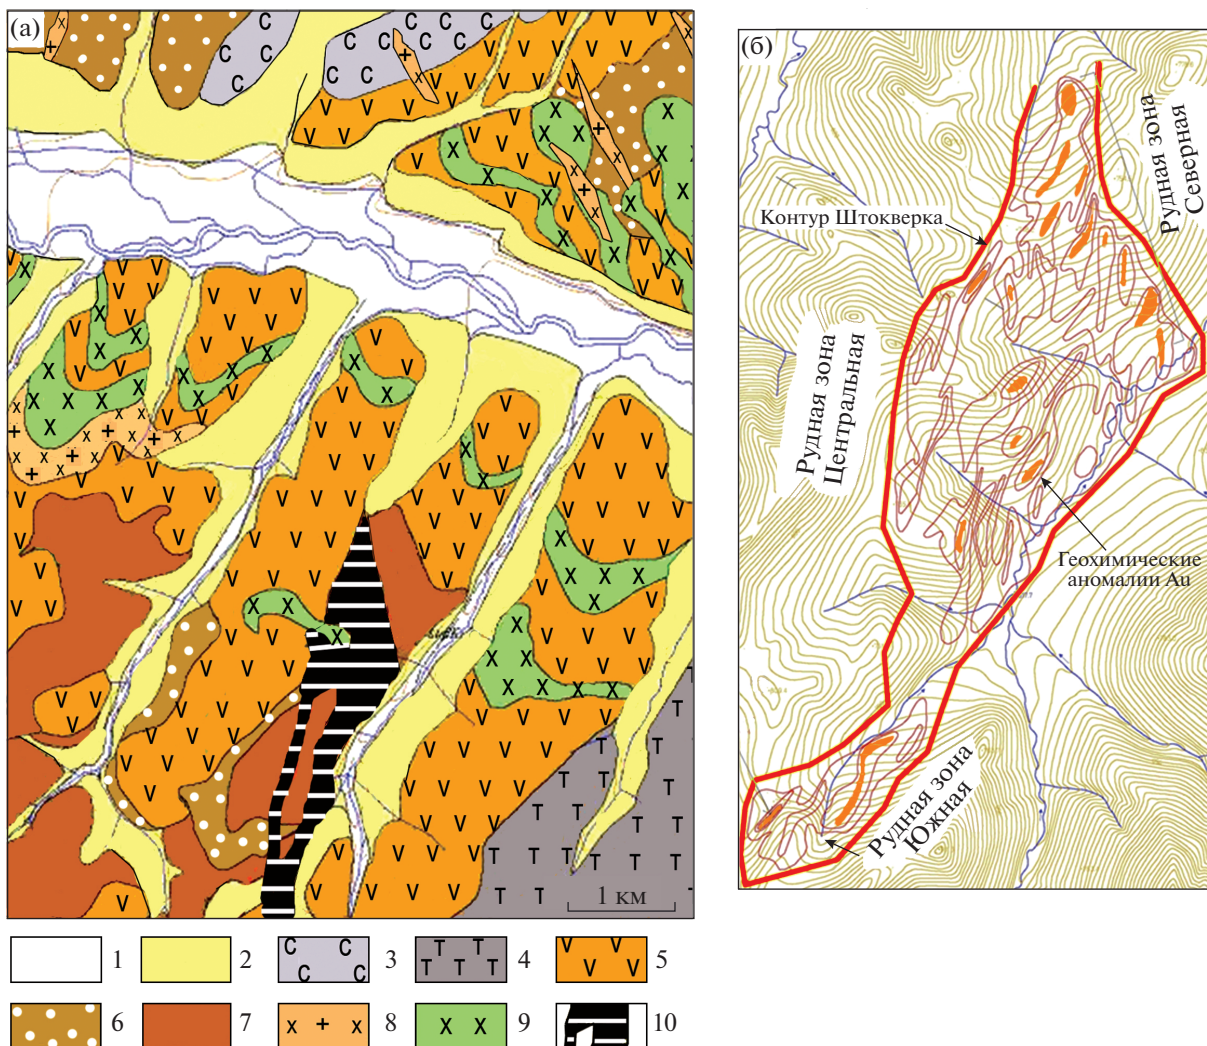 (а)
1 км
1
2
3
4
5
6
7
8
9
10
(б)
Рудная зона
Северная
Контур Штокверка
Рудная зона
Центральная
Геохимические
аномалии Au
Рудная зона
Южная